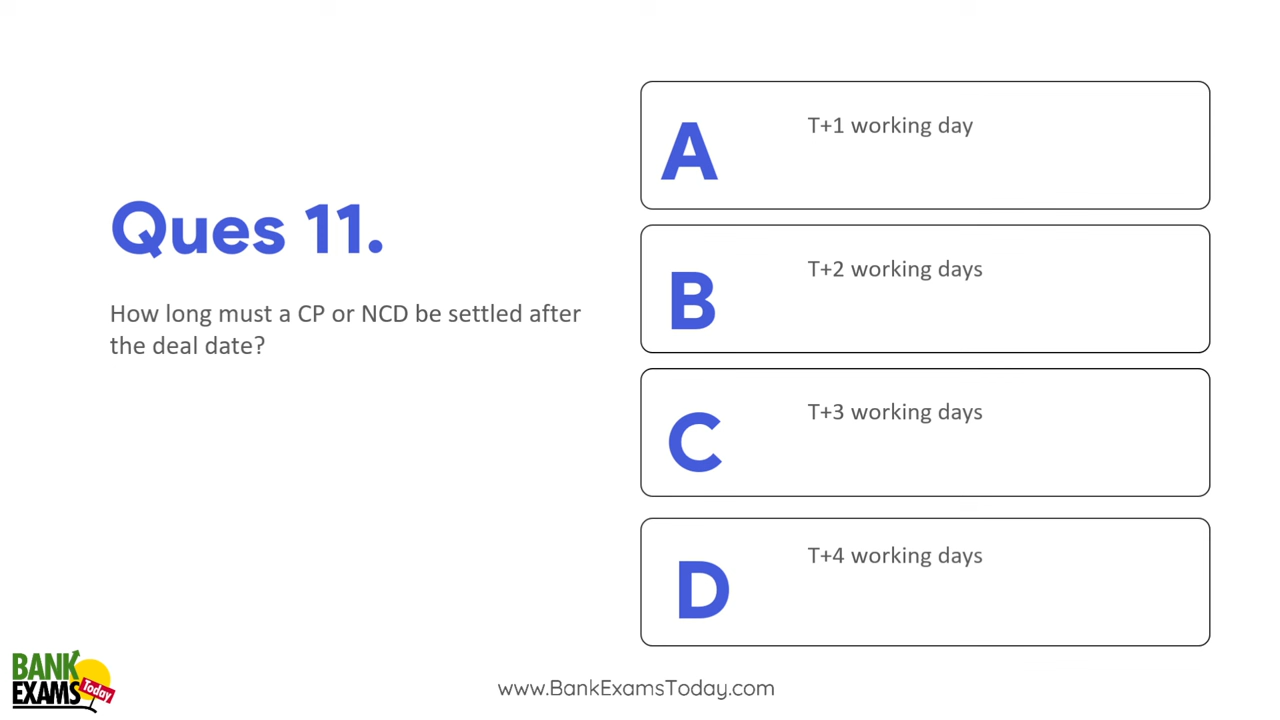 Ques 11.
How long must a CP or NCD be settled after
the deal date?
A
T+1 working day
B
T+2 working days
C
T+3 working days
D
T+4 working days
BANK
EXAMS
Today
www.BankExamsToday.com